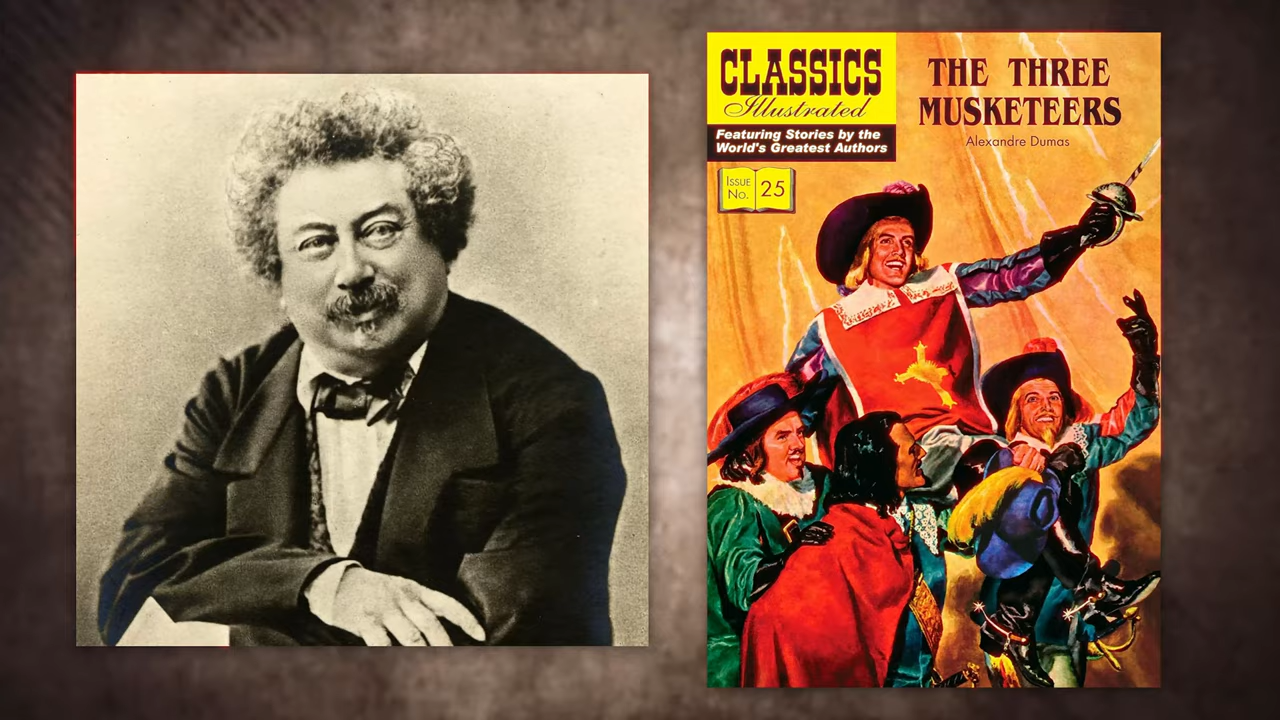 CLASSICS
Illustrated
Featuring Stories by the
World's Greatest Authors
ISSUE
No. 25
THE THREE
MUSKETEERS
Alexandre Dumas